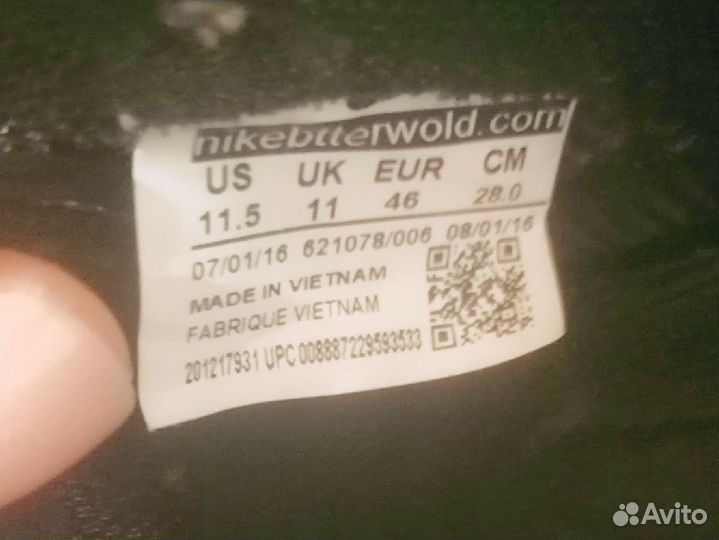 nikebtterwold.com
US UK EUR CM
11.5 11 46 28.0
07/01/16 621078/006 08/01/16
MADE IN VIETNAM
FABRIQUE VIETNAM
201217931 UPC 008887229593533
Avito